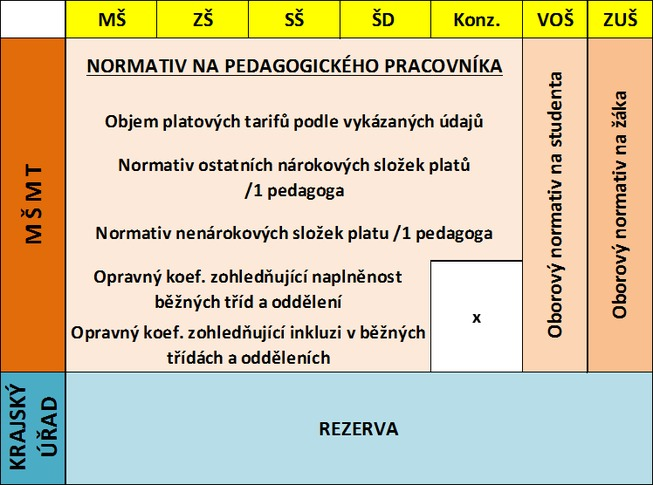 MŠ ZŠ SŠ ŠD Konz. VOŠ ZUŠ
MŠMT
NORMATIV NA PEDAGOGICKÉHO PRACOVNÍKA
Objem platových tarifů podle vykázaných údajů
Normativ ostatních nárokových složek platů
/1 pedagoga
Normativ nenárokových složek platu /1 pedagoga
Opravný koef. zohledňující naplněnost
běžných tříd a oddělení
Opravný koef. zohledňující inkluzi v běžných
třídách a odděleních
x
Oborový normativ na studenta
Oborový normativ na žáka
KRAJSKÝ
ÚŘAD
REZERVA